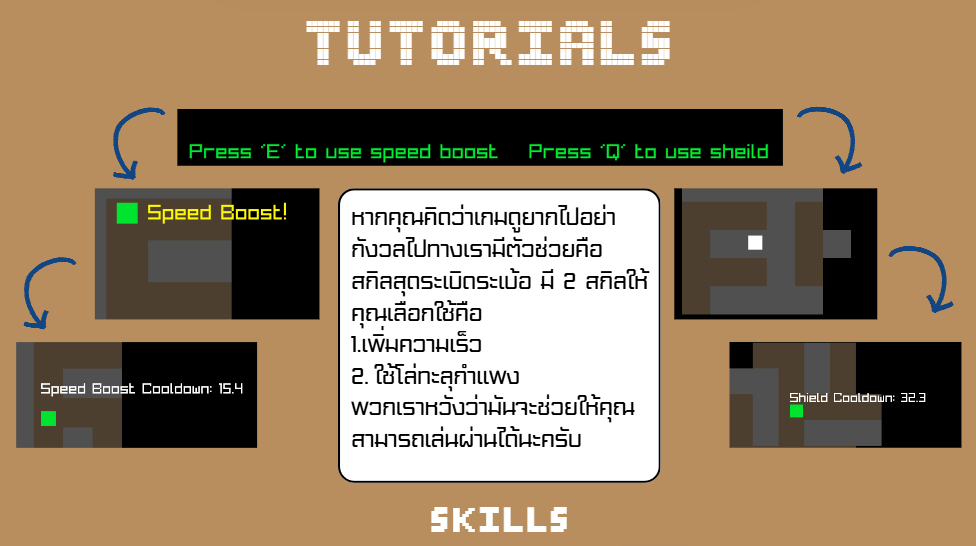 TUTORIALS
Press 'E' to use speed boost Press 'Q' to use sheild
Speed Boost!
หากคุณคิดว่าเกมดูยากไปอย่า
กังวลไปทางเรามีตัวช่วยคือ
สกิลสุดระเบิดระเบ้อ มี 2 สกิลให้
คุณเลือกใช้คือ
1.เพิ่มความเร็ว
2. ใช้โล่ทะลุกำแพง
พวกเราหวังว่ามันจะช่วยให้คุณ
สามารถเล่นผ่านได้นะครับ
Speed Boost Cooldown: 15.4
Shield Cooldown: 32.3
SKILLS